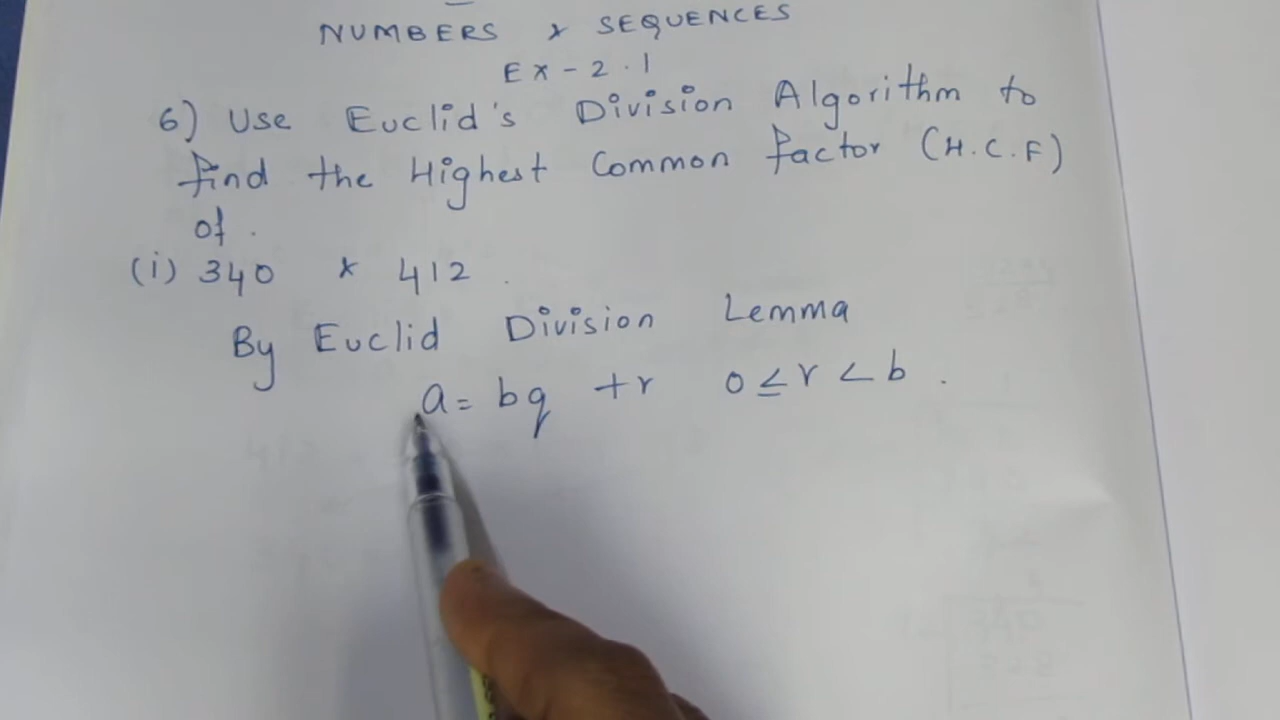 NUMBERS & SEQUENCES
Ex - 2.1
6) Use Euclid's Division Algorithm to
find the Highest Common factor (H.C.F)
of.
(i) 340 & 412.
By Euclid Division Lemma
a = bq + r 0 ≤ r < b.